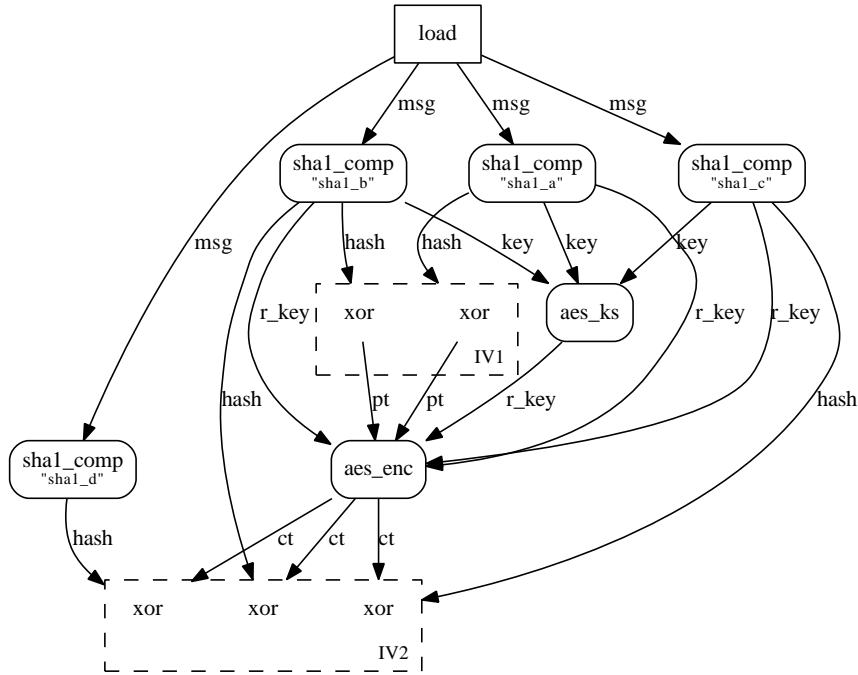 load
msg
msg
msg
sha1_comp
"sha1_b"
sha1_comp
"sha1_a"
sha1_comp
"sha1_c"
msg
hash
hash
key
key
key
r_key
xor
xor
aes_ks
r_key
r_key
IV1
hash
pt
pt
r_key
hash
sha1_comp
"sha1_d"
aes_enc
hash
ct
ct
ct
xor
xor
xor
IV2